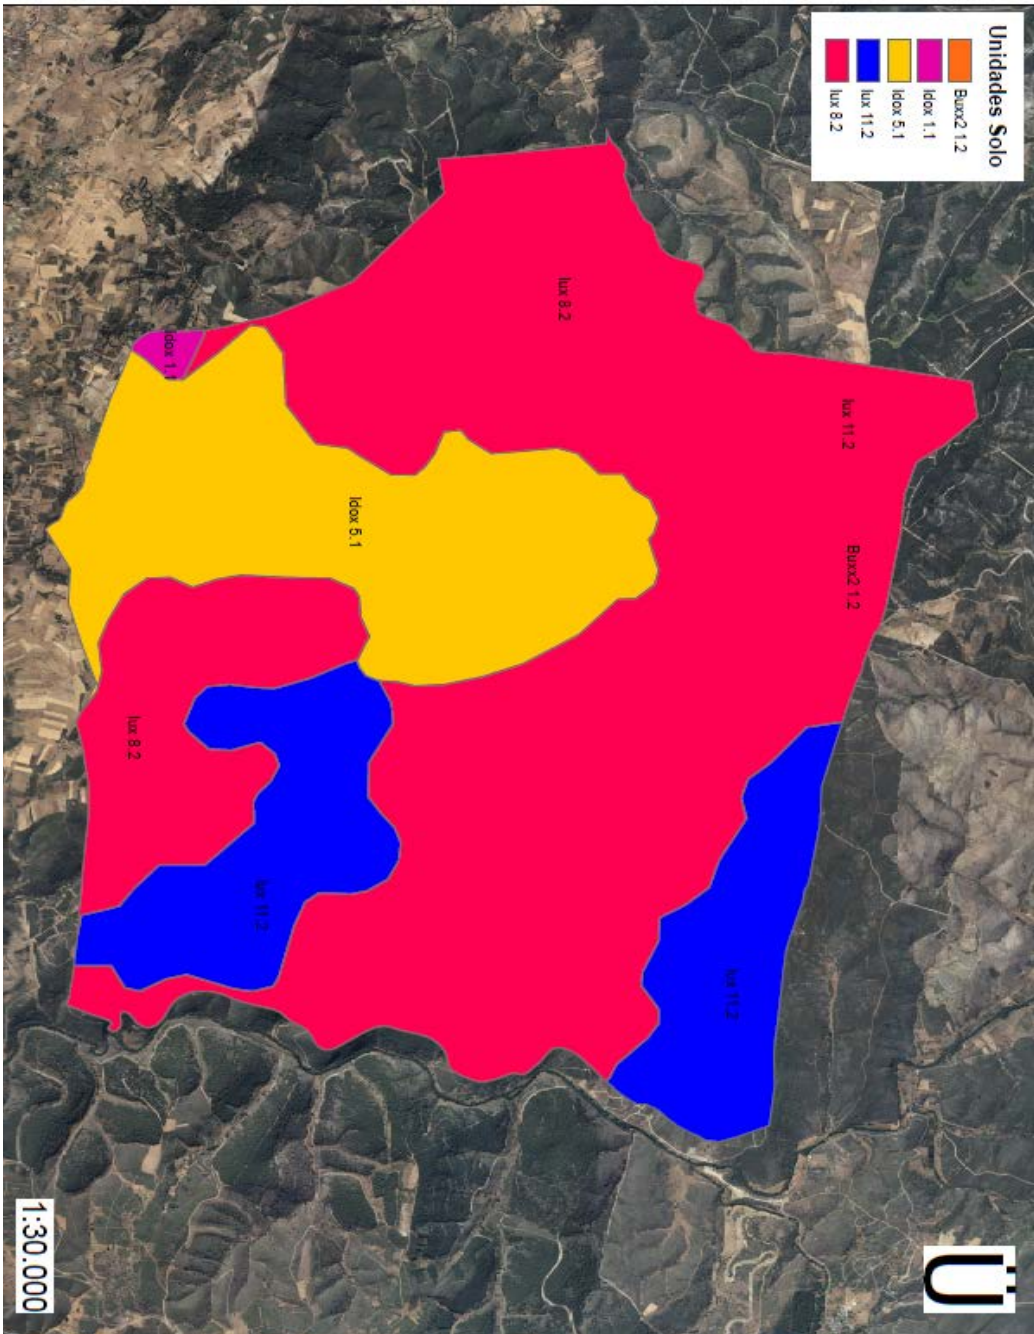 Unidades Solo
Buxx2 1.2
Idox 1.1
Idox 5.1
Iux 11.2
Iux 8.2
Ü
Iux 11.2
Buxx2 1.2
Iux 11.2
Iux 8.2
Idox 5.1
Iux 11.2
Idox 1.1
Iux 8.2
1:30.000